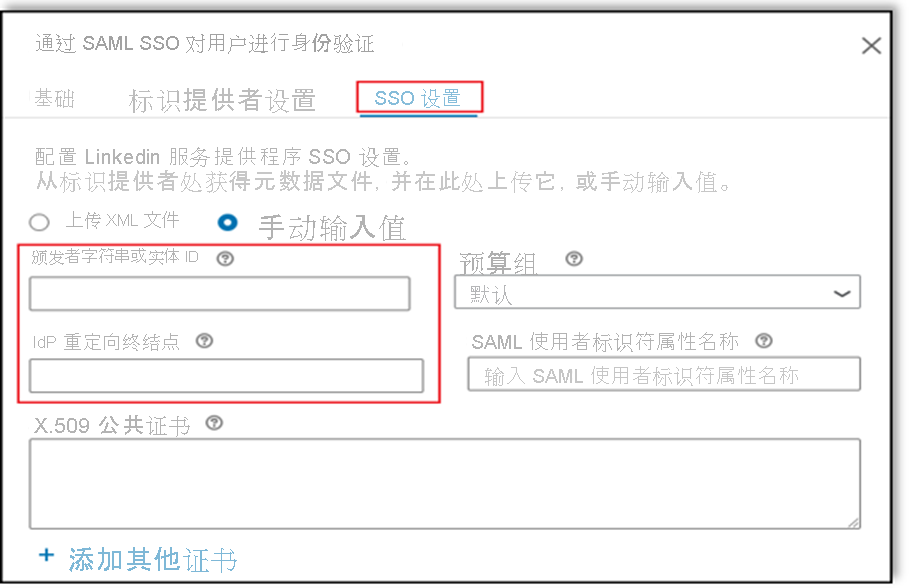 通过 SAML SSO 对用户进行身份验证
基础 标识提供者设置 SSO 设置
配置 Linkedin 服务提供程序 SSO 设置。
从标识提供者处获得元数据文件, 并在此处上传它, 或手动输入值。
上传 XML 文件 手动输入值
颁发者字符串或实体 ID
预算组
默认
IdP 重定向终结点
SAML 使用者标识符属性名称
输入 SAML 使用者标识符属性名称
X.509 公共证书
+ 添加其他证书